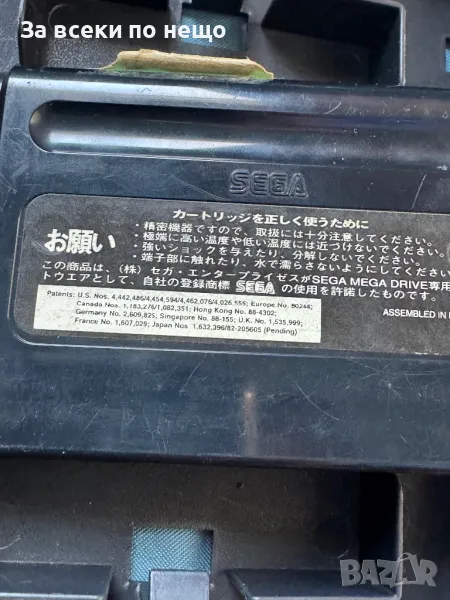 За всеки по нещо
SEGA
カートリッジを正しく使うために
お願い
・精密機器ですので、取扱には十分注意してください。
・極端に高い温度や低い温度には近づけないでください。
・強いショックを与えたり、分解しないでください。
・端子部に触れたり、水で濡らさないようにしてください。
この商品は、(株)セガ・エンタープライゼスがSEGA MEGA DRIVE専用
トウエアとして、自社の登録商標 SEGA の使用を許諾したものです。
Patents: U.S. Nos. 4,442,486/4,454,594/4,462,076/4,026,555; Europe No. 80244;
Canada Nos. 1,183,276/1,082,351; Hong Kong No. 88-4302;
Germany No. 2,609,826; Singapore No. 88-155; U.K. No. 1,535,999;
France No. 1,607,029; Japan Nos. 1,632,396/82-205605 (Pending)
ASSEMBLED IN
BAZAR